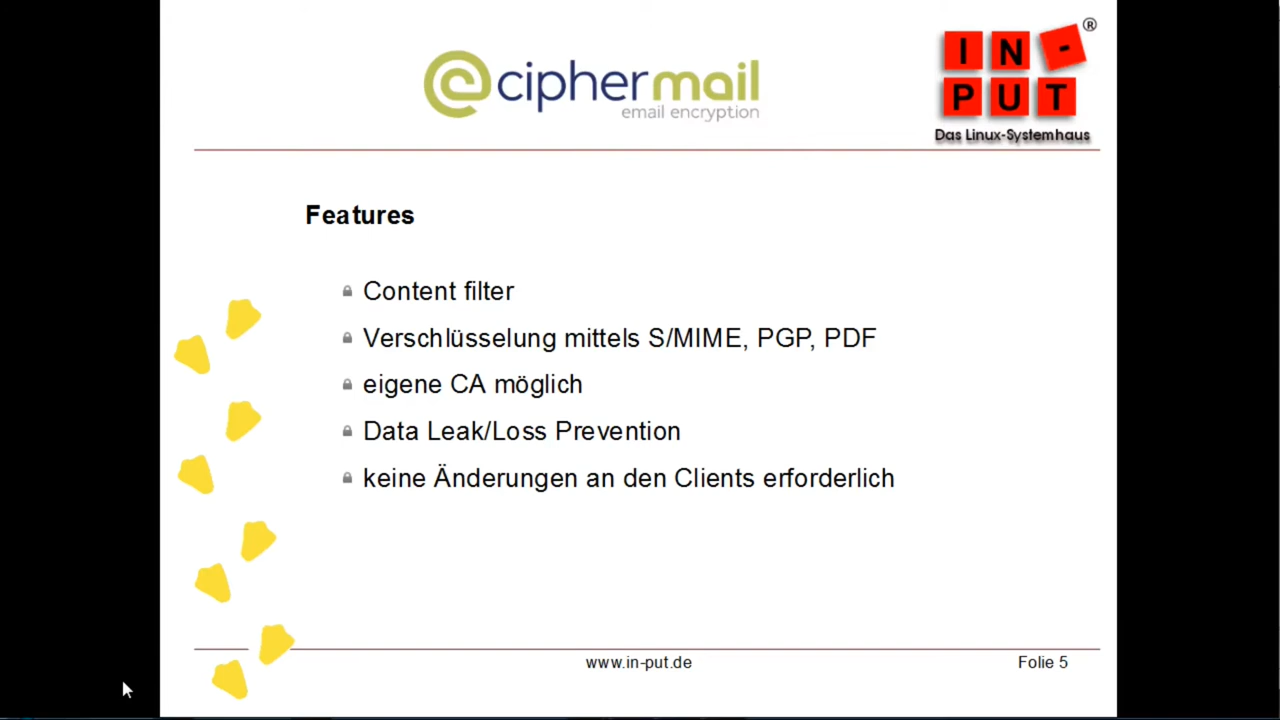 ciphermail
email encryption
IN-
PUT
®
Das Linux-Systemhaus
Features
Content filter
Verschlüsselung mittels S/MIME, PGP, PDF
eigene CA möglich
Data Leak/Loss Prevention
keine Änderungen an den Clients erforderlich
www.in-put.de
Folie 5